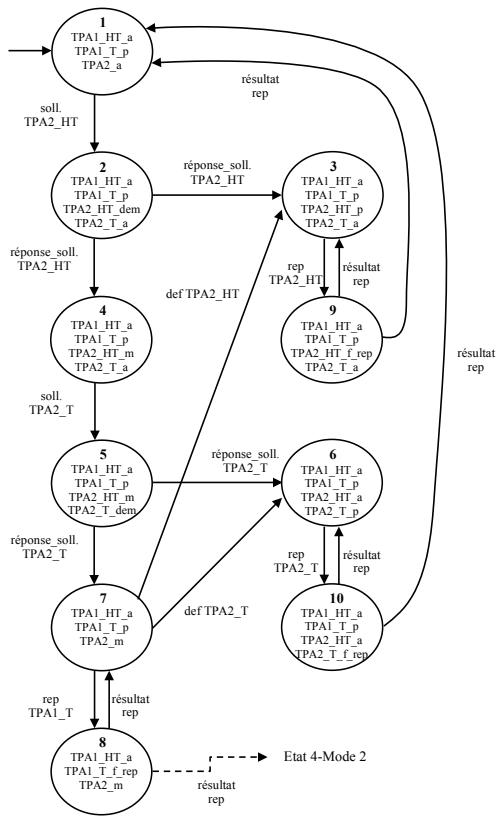 1
TPA1_HT_a
TPA1_T_p
TPA2_a
résultat
rep
soll.
TPA2_HT
2
TPA1_HT_a
TPA1_T_p
TPA2_HT_dem
TPA2_T_a
réponse_soll.
TPA2_HT
3
TPA1_HT_a
TPA1_T_p
TPA2_HT_p
TPA2_T_a
réponse_soll.
TPA2_HT
def TPA2_HT
rep
TPA2_HT
résultat
rep
4
TPA1_HT_a
TPA1_T_p
TPA2_HT_m
TPA2_T_a
9
TPA1_HT_a
TPA1_T_p
TPA2_HT_f_rep
TPA2_T_a
résultat
rep
soll.
TPA2_T
5
TPA1_HT_a
TPA1_T_p
TPA2_HT_m
TPA2_T_dem
réponse_soll.
TPA2_T
6
TPA1_HT_a
TPA1_T_p
TPA2_HT_a
TPA2_T_p
réponse_soll.
TPA2_T
rep
TPA2_T
résultat
rep
7
TPA1_HT_a
TPA1_T_p
TPA2_m
def TPA2_T
10
TPA1_HT_a
TPA1_T_p
TPA2_HT_a
TPA2_T_f_rep
rep
TPA1_T
résultat
rep
8
TPA1_HT_a
TPA1_T_f_rep
TPA2_m
Etat 4-Mode 2
résultat
rep